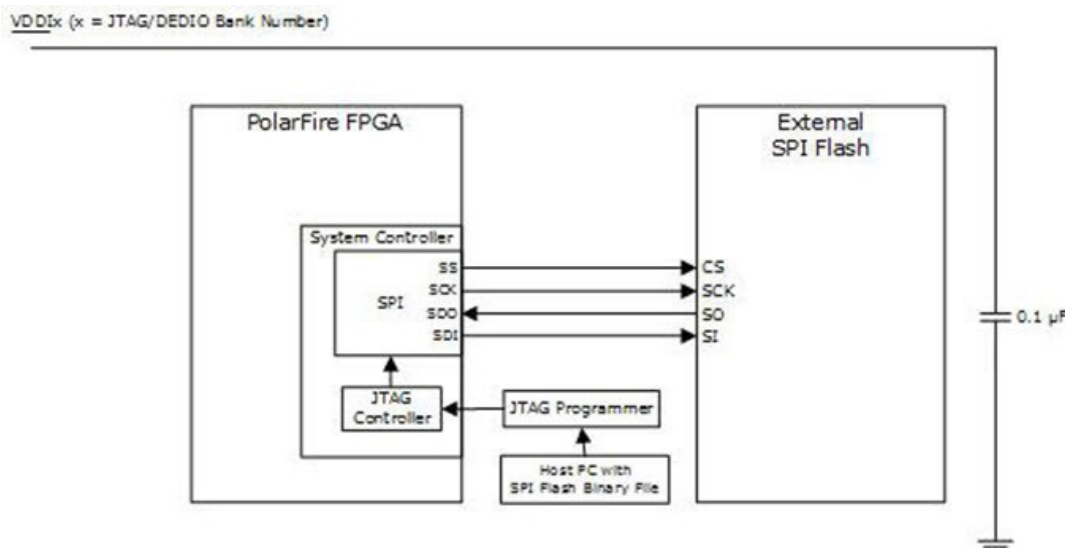 VDDIx (x = JTAG/DEDIO Bank Number)
PolarFire FPGA
External
SPI Flash
System Controller
SPI
SS
SCK
SDO
SDI
CS
SCK
SO
SI
0.1 µF
JTAG
Controller
JTAG Programmer
Host PC with
SPI Flash Binary File